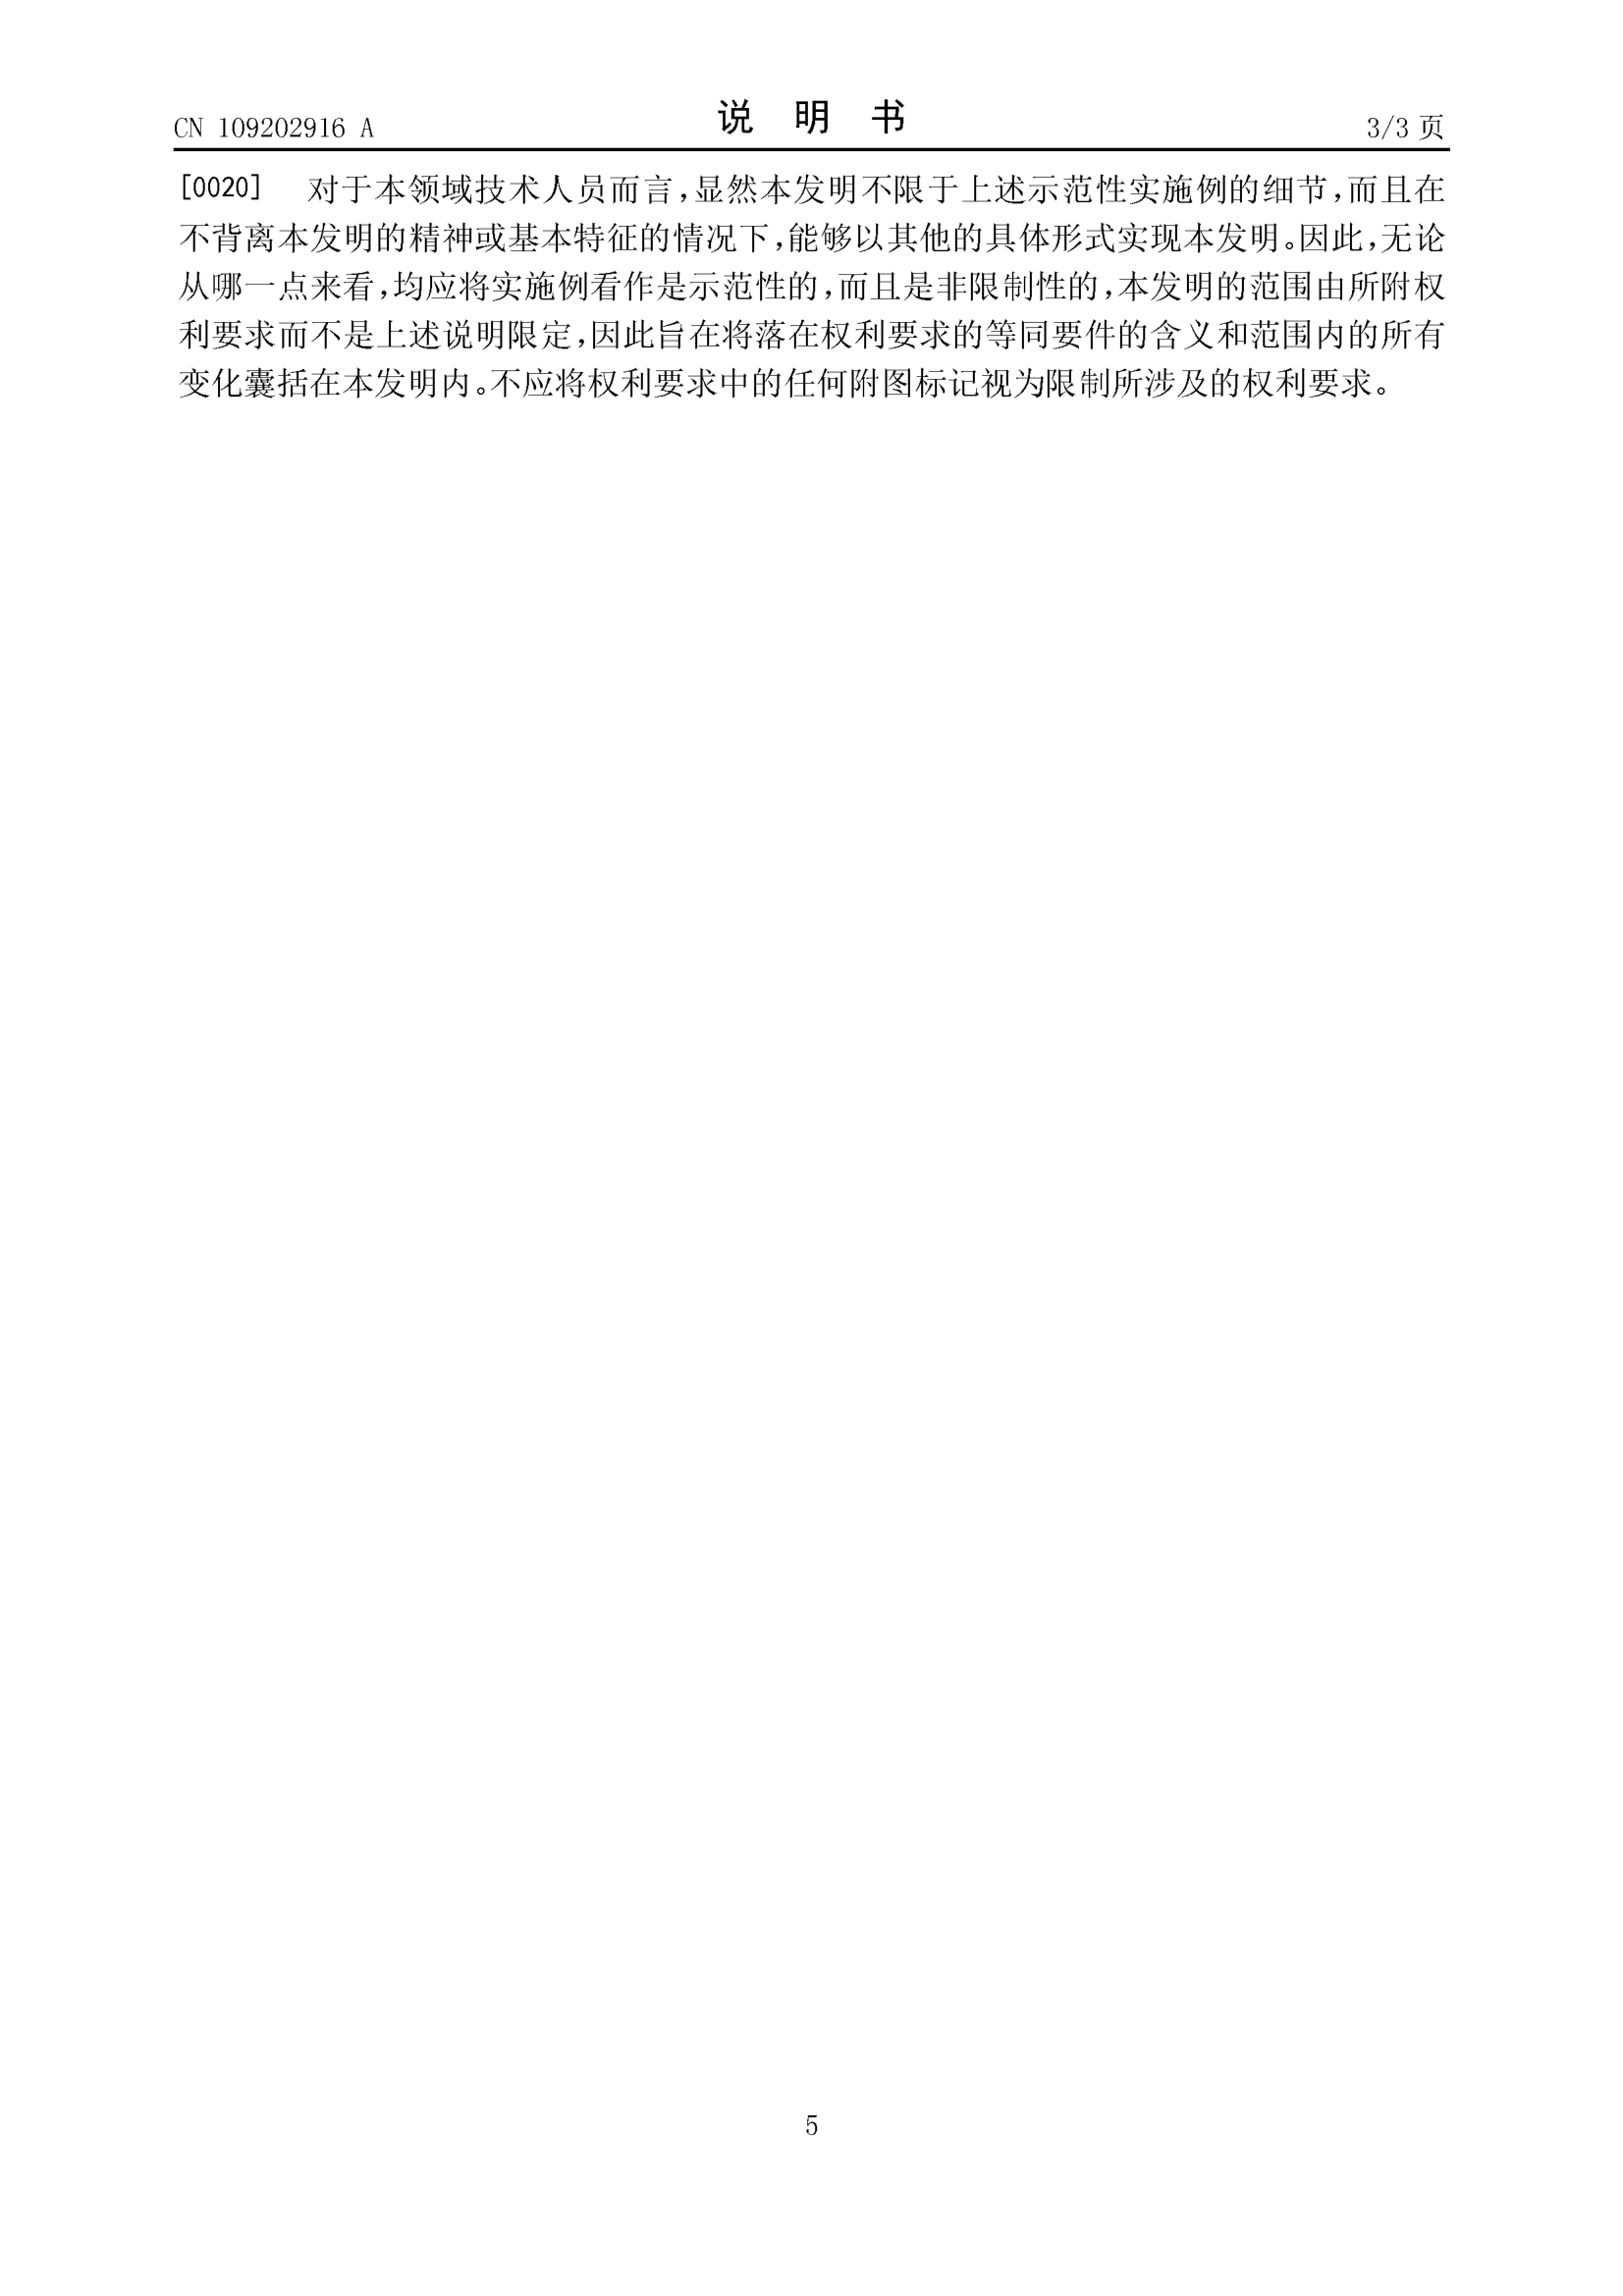 CN 109202916 A
说 明 书
3/3 页
[0020] 对于本领域技术人员而言,显然本发明不限于上述示范性实施例的细节,而且在
不背离本发明的精神或基本特征的情况下,能够以其他的具体形式实现本发明。因此,无论
从哪一点来看,均应将实施例看作是示范性的,而且是非限制性的,本发明的范围由所附权
利要求而不是上述说明限定,因此旨在将落在权利要求的等同要件的含义和范围内的所有
变化囊括在本发明内。不应将权利要求中的任何附图标记视为限制所涉及的权利要求。
5